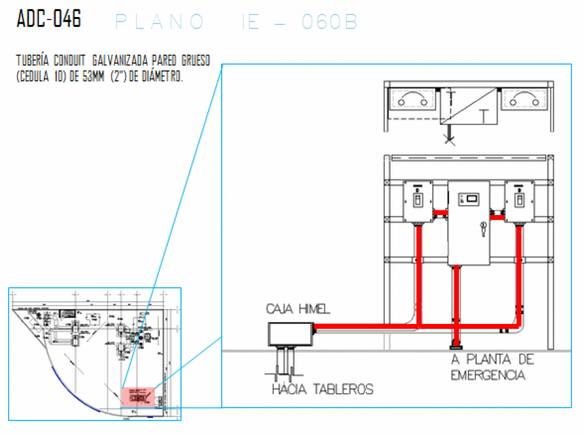 ADC-046 PLANO IE - 060B
TUBERÍA CONDUIT GALVANIZADA PARED GRUESO
(CEDULA 10) DE 53MM (2") DE DIÁMETRO.
T
T
CAJA HIMEL
A PLANTA DE
EMERGENCIA
HACIA TABLEROS